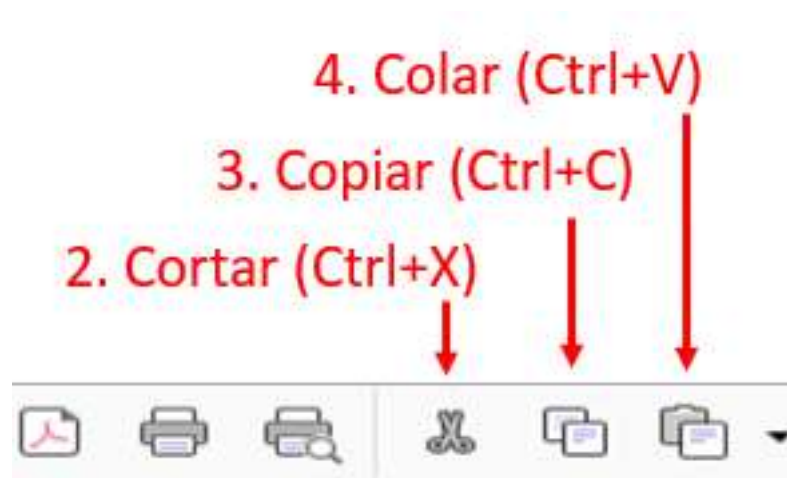 4. Colar (Ctrl+V)
3. Copiar (Ctrl+C)
2. Cortar (Ctrl+X)